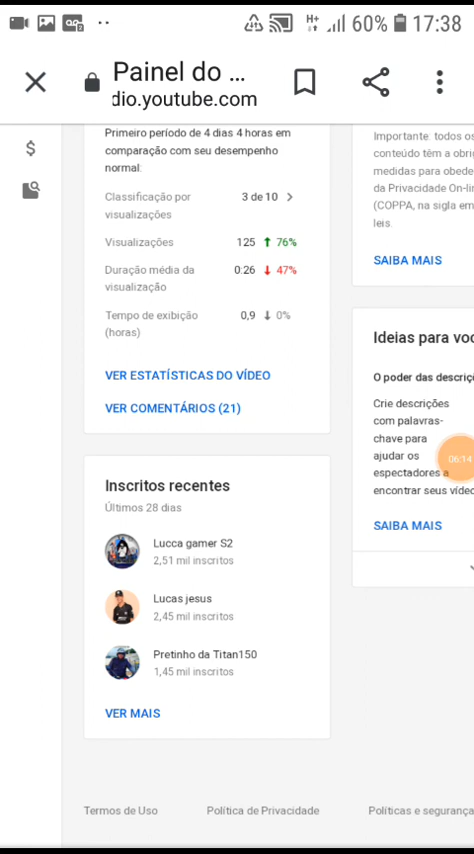 60% 17:38
Painel do ...
dio.youtube.com
Primeiro período de 4 dias 4 horas em
comparação com seu desempenho
normal:
Classificação por
visualizações
3 de 10
Visualizações
125 76%
Duração média da
visualização
0:26 47%
Tempo de exibição
(horas)
0,9 0%
VER ESTATÍSTICAS DO VÍDEO
VER COMENTÁRIOS (21)
Inscritos recentes
Últimos 28 dias
Lucca gamer S2
2,51 mil inscritos
Lucas jesus
2,45 mil inscritos
Pretinho da Titan150
1,45 mil inscritos
VER MAIS
Importante: todos os
conteúdo têm a obri
medidas para obede
da Privacidade On-li
(COPPA, na sigla em
leis.
SAIBA MAIS
Ideias para voc
O poder das descriç
Crie descrições
com palavras-
chave para
ajudar os
espectadores a
encontrar seus vídeo
06:14
SAIBA MAIS
Termos de Uso
Política de Privacidade
Políticas e segurança